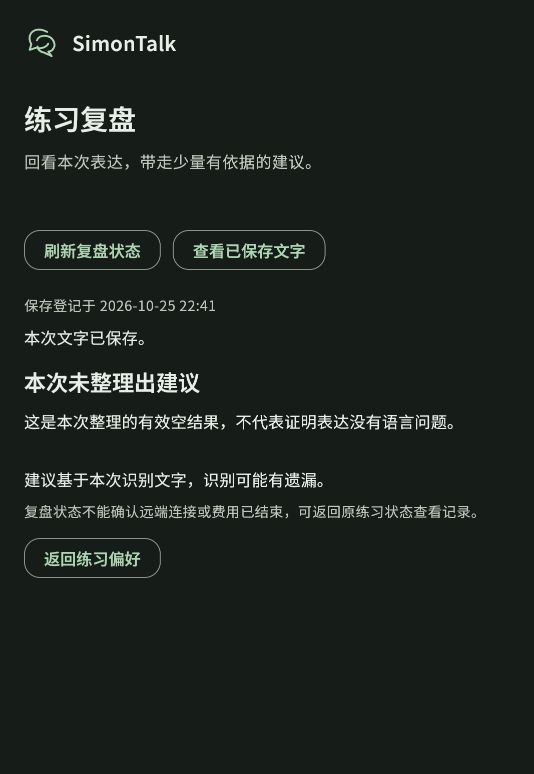 SimonTalk
练习复盘
回看本次表达，带走少量有依据的建议。
刷新复盘状态
查看已保存文字
保存登记于 2026-10-25 22:41
本次文字已保存。
本次未整理出建议
这是本次整理的有效空结果，不代表证明表达没有语言问题。
建议基于本次识别文字，识别可能有遗漏。
复盘状态不能确认远端连接或费用已结束，可返回原练习状态查看记录。
返回练习偏好